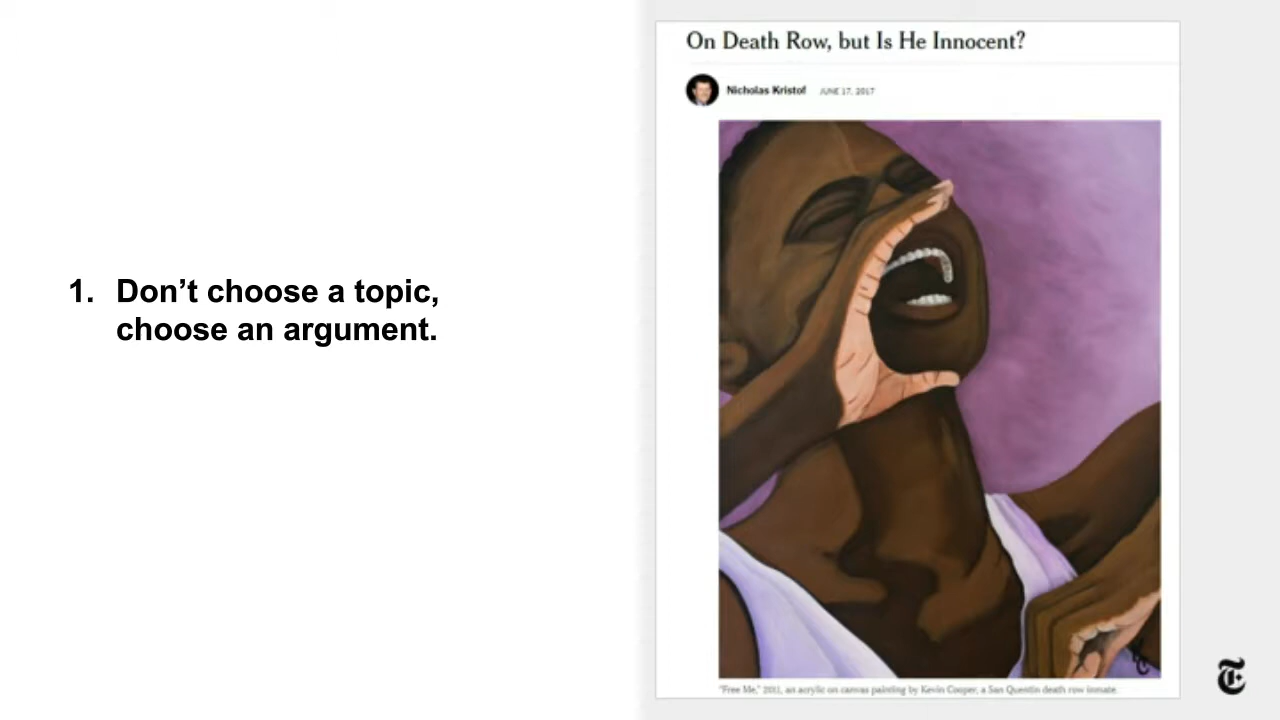 On Death Row, but Is He Innocent?
Nicholas Kristof JUNE 17, 2017
1. Don’t choose a topic,
choose an argument.
"Free Me," 2011, an acrylic on canvas painting by Kevin Cooper, a San Quentin death row inmate.
T